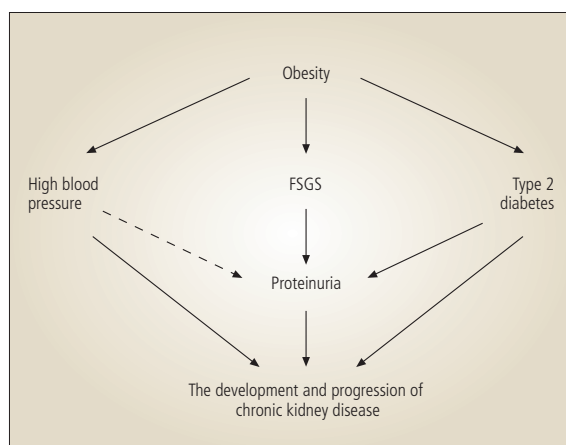 Obesity
High blood
pressure
FSGS
Type 2
diabetes
Proteinuria
The development and progression of
chronic kidney disease